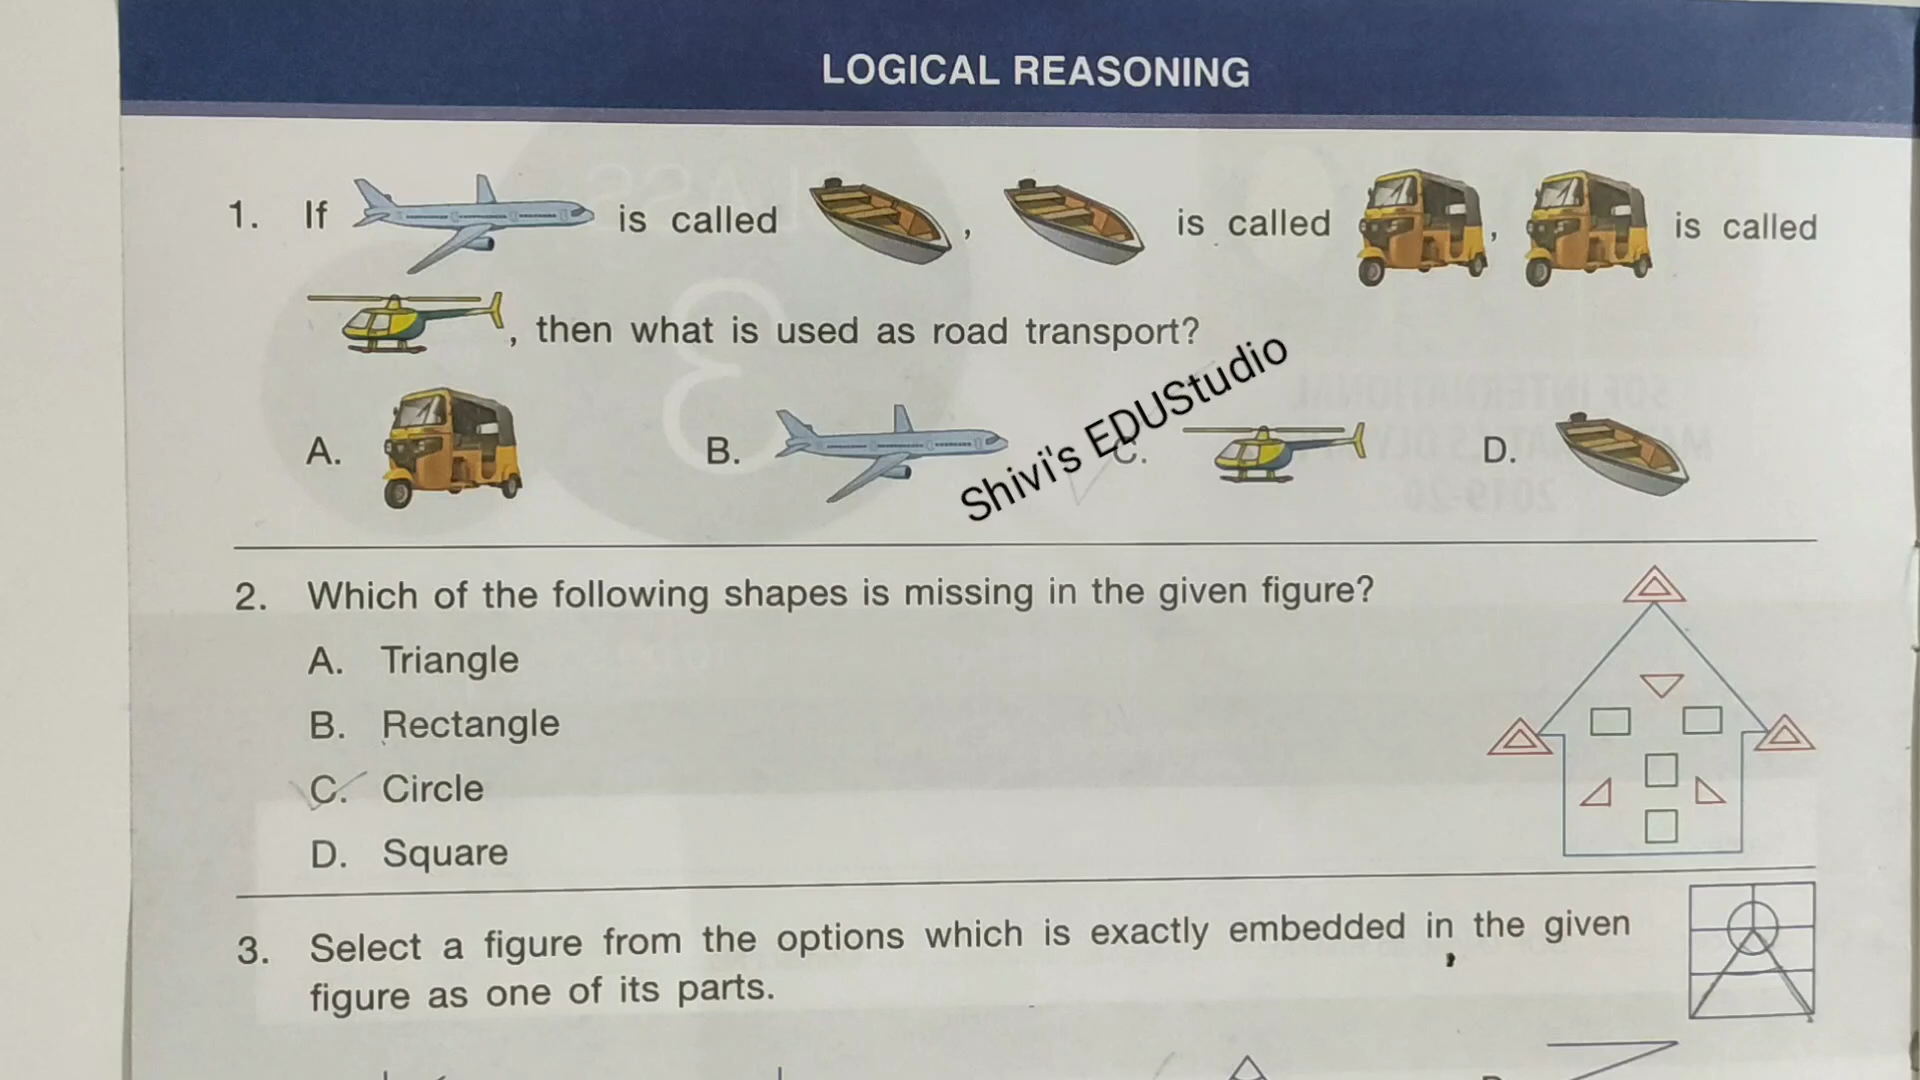 LOGICAL REASONING
1. If is called , is called , is called
, then what is used as road transport?
A. B. C. D.
Shivi's EDUStudio
2. Which of the following shapes is missing in the given figure?
A. Triangle
B. Rectangle
C. Circle
D. Square
3. Select a figure from the options which is exactly embedded in the given
figure as one of its parts.